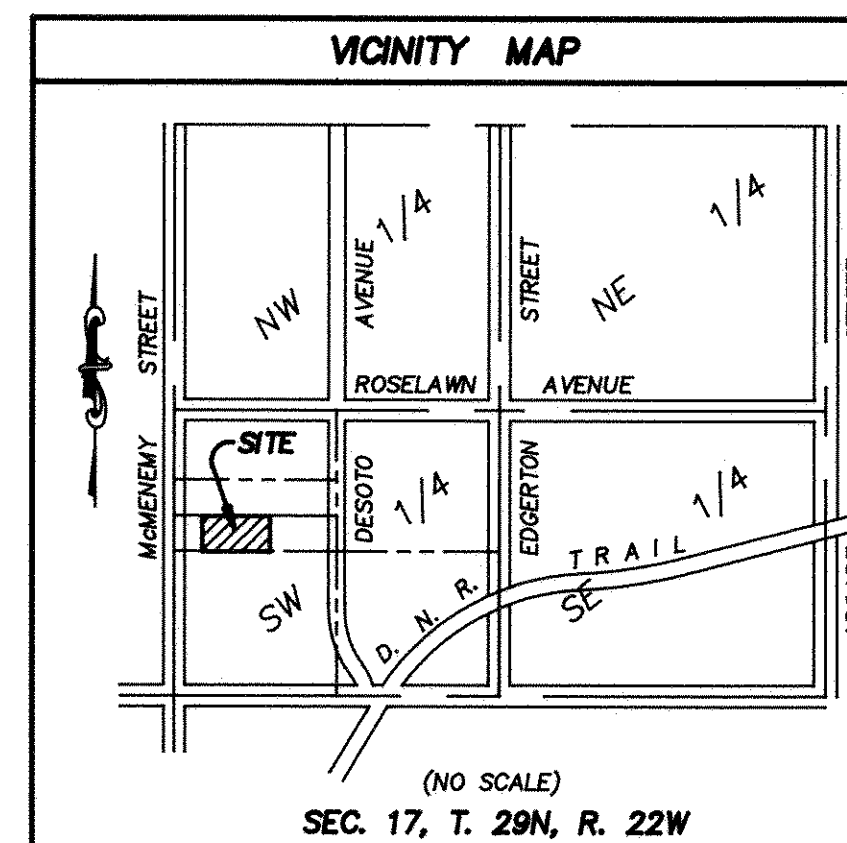 VICINITY MAP
1/4
1/4
AVENUE
STREET
NE
NW
STREET
ROSELAWN AVENUE
SITE
McMENEMY
DESOTO
1/4
EDGERTON
1/4
TRAIL
SE
SW
D. N. R.
(NO SCALE)
SEC. 17, T. 29N, R. 22W